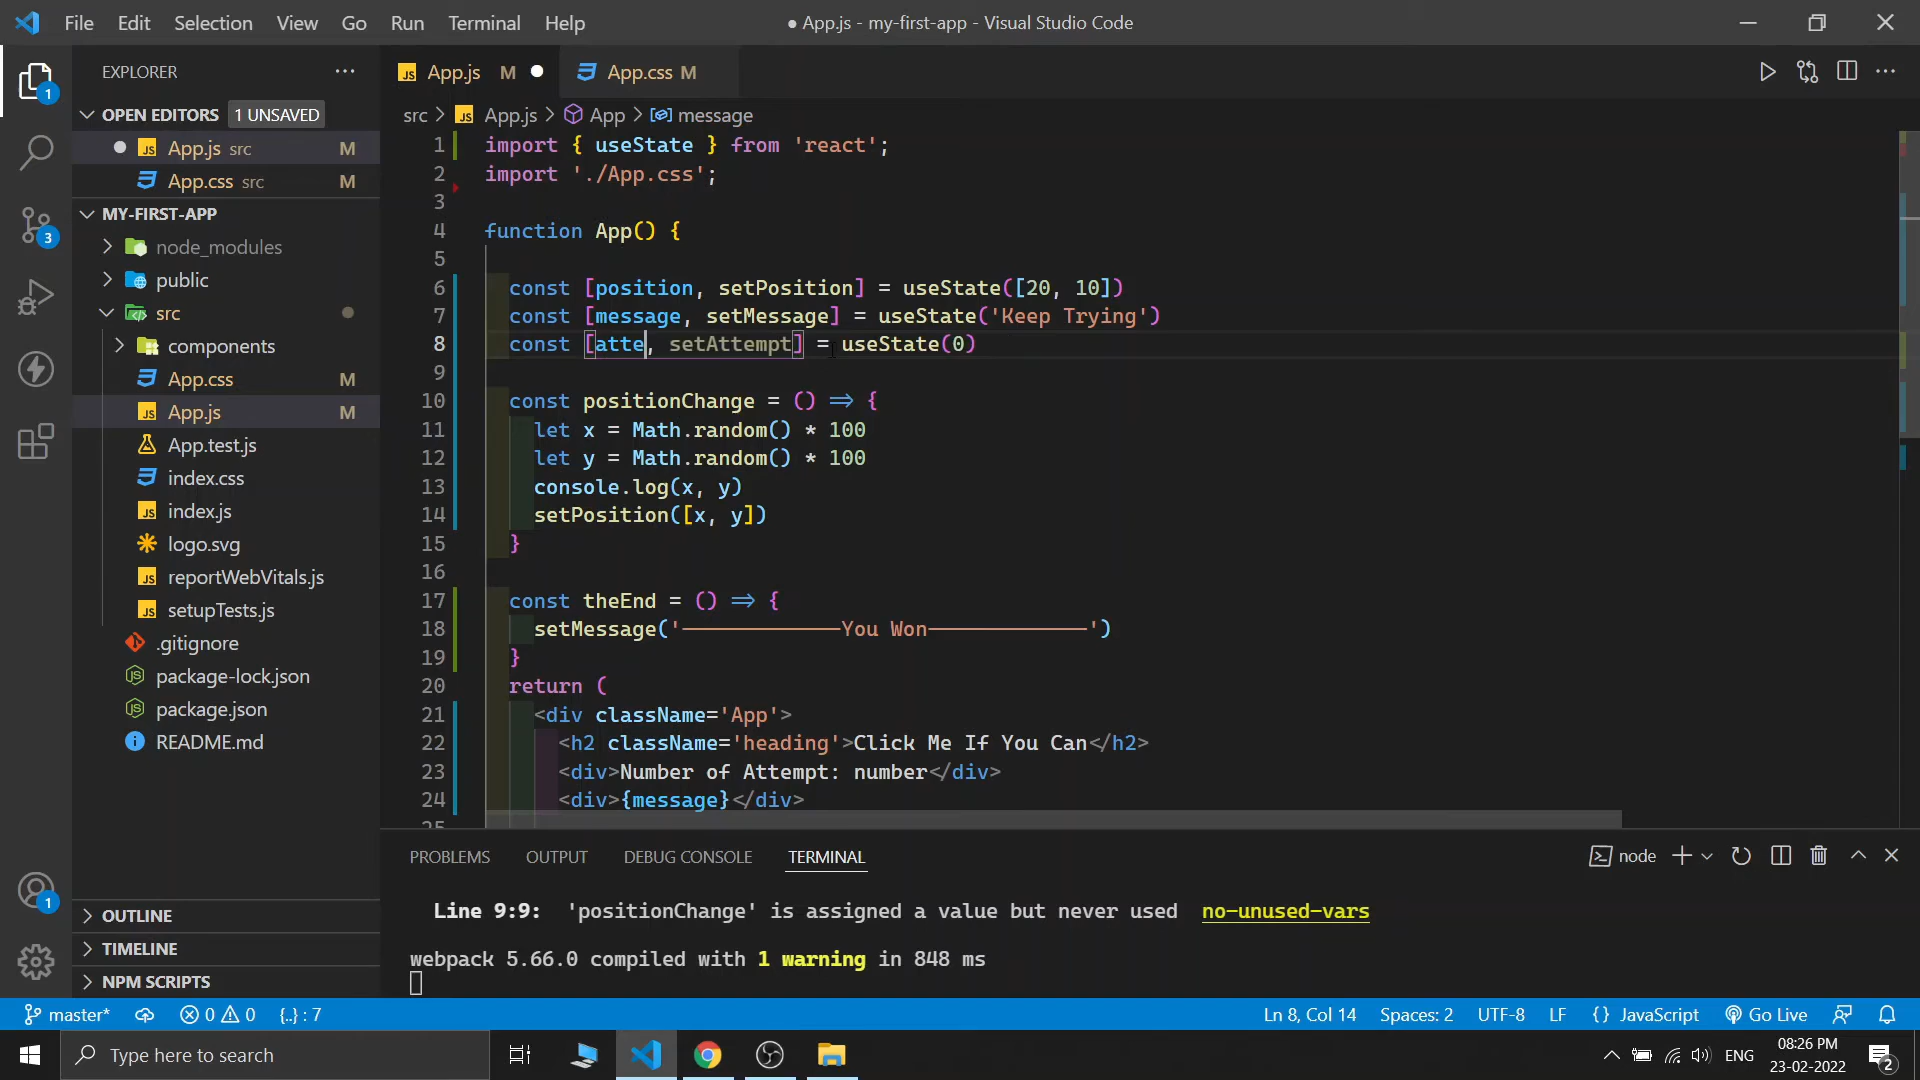 File Edit Selection View Go Run Terminal Help
● App.js - my-first-app - Visual Studio Code
EXPLORER
OPEN EDITORS 1 UNSAVED
App.js src M
App.css src M
MY-FIRST-APP
node_modules
public
src
components
App.css M
App.js M
App.test.js
index.css
index.js
logo.svg
reportWebVitals.js
setupTests.js
.gitignore
package-lock.json
package.json
README.md
OUTLINE
TIMELINE
NPM SCRIPTS
1
3
1
App.js M ●
App.css M
src > App.js > App > message
1 import { useState } from 'react';
2 import './App.css';
3
4 function App() {
5
6 const [position, setPosition] = useState([20, 10])
7 const [message, setMessage] = useState('Keep Trying')
8 const [atte, setAttempt] = useState(0)
9
10 const positionChange = () => {
11 let x = Math.random() * 100
12 let y = Math.random() * 100
13 console.log(x, y)
14 setPosition([x, y])
15 }
16
17 const theEnd = () => {
18 setMessage('-------------You Won-------------')
19 }
20 return (
21 <div className='App'>
22 <h2 className='heading'>Click Me If You Can</h2>
23 <div>Number of Attempt: number</div>
24 <div>{message}</div>
25
PROBLEMS OUTPUT DEBUG CONSOLE TERMINAL
node
Line 9:9: 'positionChange' is assigned a value but never used no-unused-vars
webpack 5.66.0 compiled with 1 warning in 848 ms
master* 0 0 {..} : 7
Ln 8, Col 14 Spaces: 2 UTF-8 LF {} JavaScript Go Live
Type here to search
ENG
08:26 PM
23-02-2022
2